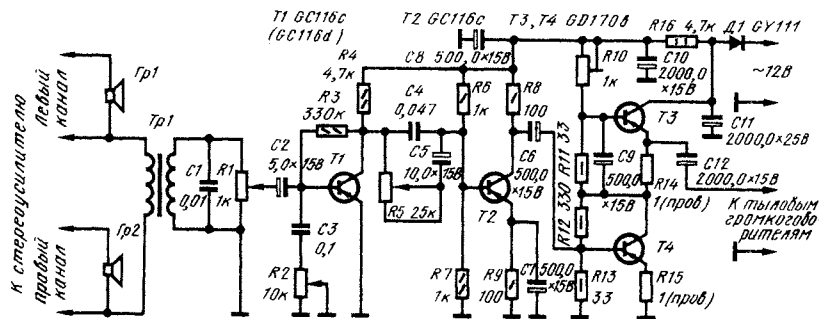 T1 GC116c
(GC116d)
T2 GC116c
T3, T4 GD170в
R16 4,7к
Д1 GY111
R4
4,7к
C8 500,0×15В
R10
1к
C10
2000,0
×15В
~12В
Гр1
Левый
канал
Тр1
R3
330к
C4
0,047
R6
1к
R8
100
C2
5,0×15В
T1
C5
10,0×15В
C6
500,0
×15В
R11 33
C9
500,0
×15В
T3
C11
2000,0×25В
C12
2000,0×15В
R14
1(пров)
C1
0,01
R1
1к
R5 25к
T2
R12 330
К стереоусилителю
К тыловым
громкого
рителям
Правый
канал
Гр2
C3
0,1
R2
10к
R7
1к
R9
100
C7 500,0
×15В
R13
33
T4
R15
1(пров)